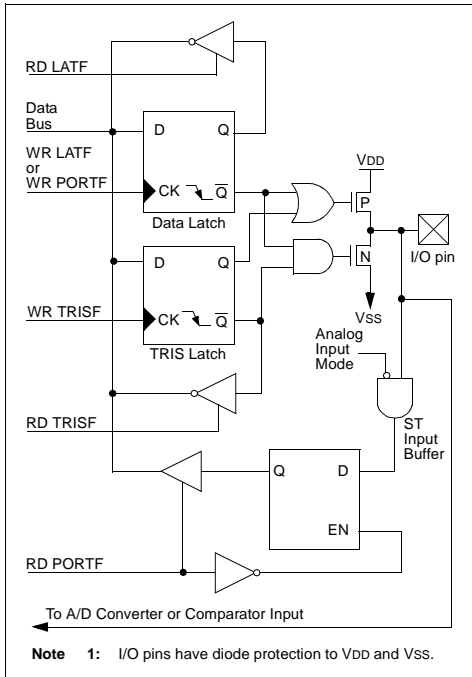 RD LATF
Data
Bus
WR LATF
or
WR PORTF
D Q
CK Q
Data Latch
VDD
P
I/O pin
N
VSS
D Q
WR TRISF
CK Q
TRIS Latch
Analog
Input
Mode
RD TRISF
ST
Input
Buffer
Q D
EN
RD PORTF
To A/D Converter or Comparator Input
Note 1: I/O pins have diode protection to VDD and VSS.